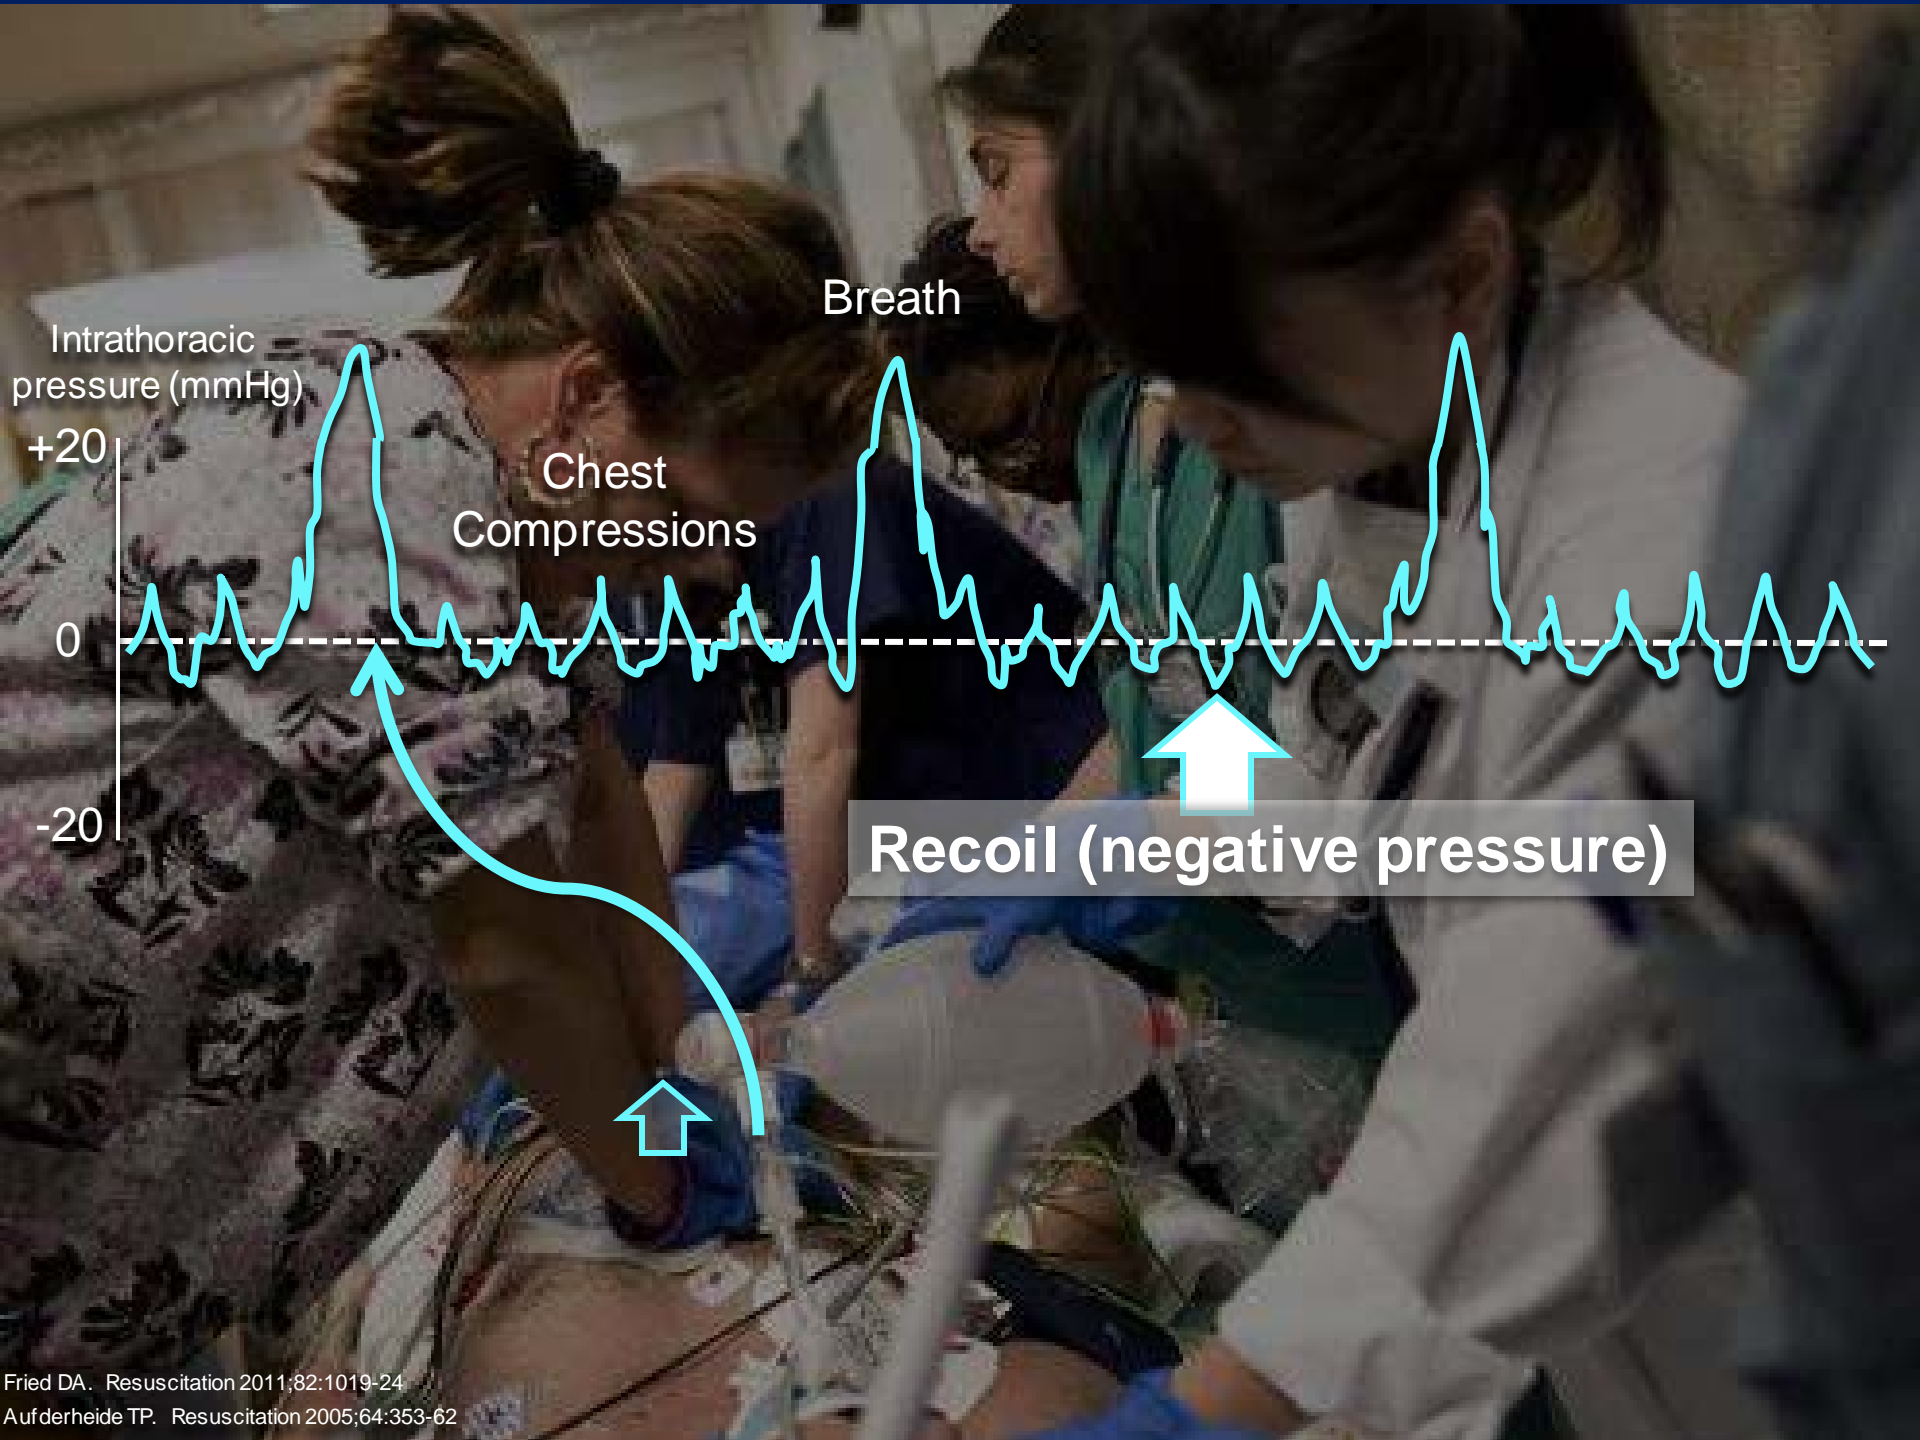 Breath
Intrathoracic
pressure (mmHg)
+20
Chest
Compressions
0
-20
Recoil (negative pressure)
Fried DA. Resuscitation 2011;82:1019-24
Aufderheide TP. Resuscitation 2005;64:353-62